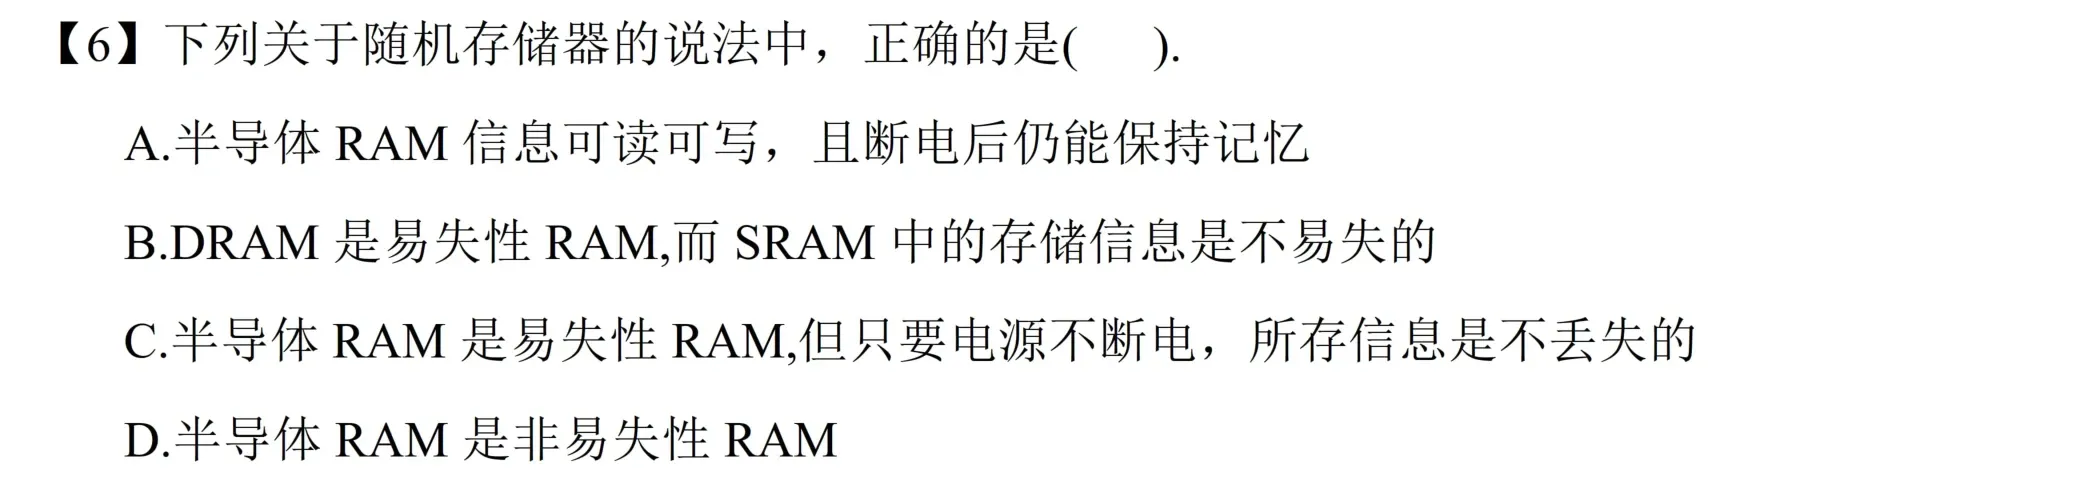 【6】下列关于随机存储器的说法中，正确的是(     ).
A.半导体 RAM 信息可读可写，且断电后仍能保持记忆
B.DRAM 是易失性 RAM,而 SRAM 中的存储信息是不易失的
C.半导体 RAM 是易失性 RAM,但只要电源不断电，所存信息是不丢失的
D.半导体 RAM 是非易失性 RAM